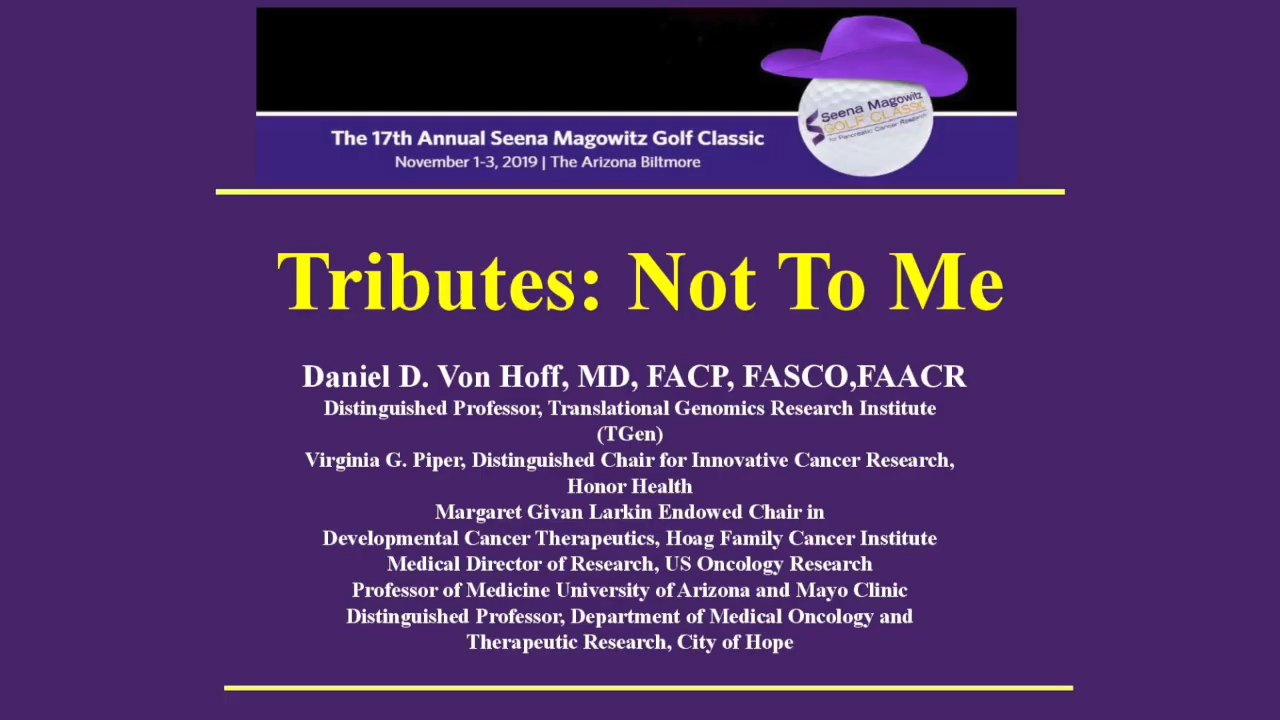 Seena Magowitz
GOLF CLASSIC
for Pancreatic Cancer Research
The 17th Annual Seena Magowitz Golf Classic
November 1-3, 2019 | The Arizona Biltmore
Tributes: Not To Me
Daniel D. Von Hoff, MD, FACP, FASCO,FAACR
Distinguished Professor, Translational Genomics Research Institute
(TGen)
Virginia G. Piper, Distinguished Chair for Innovative Cancer Research,
Honor Health
Margaret Givan Larkin Endowed Chair in
Developmental Cancer Therapeutics, Hoag Family Cancer Institute
Medical Director of Research, US Oncology Research
Professor of Medicine University of Arizona and Mayo Clinic
Distinguished Professor, Department of Medical Oncology and
Therapeutic Research, City of Hope